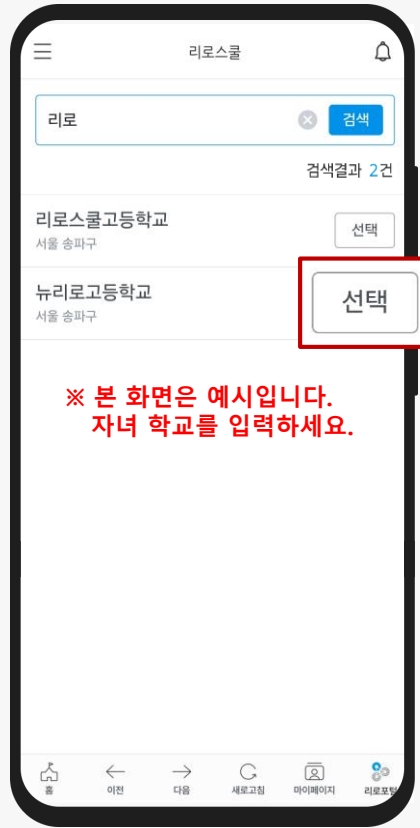 리로스쿨
리로 검색
검색결과 2건
리로스쿨고등학교
서울 송파구
선택
뉴리로고등학교
서울 송파구
선택
※ 본 화면은 예시입니다.
자녀 학교를 입력하세요.
홈 이전 다음 새로고침 마이페이지 리로포털